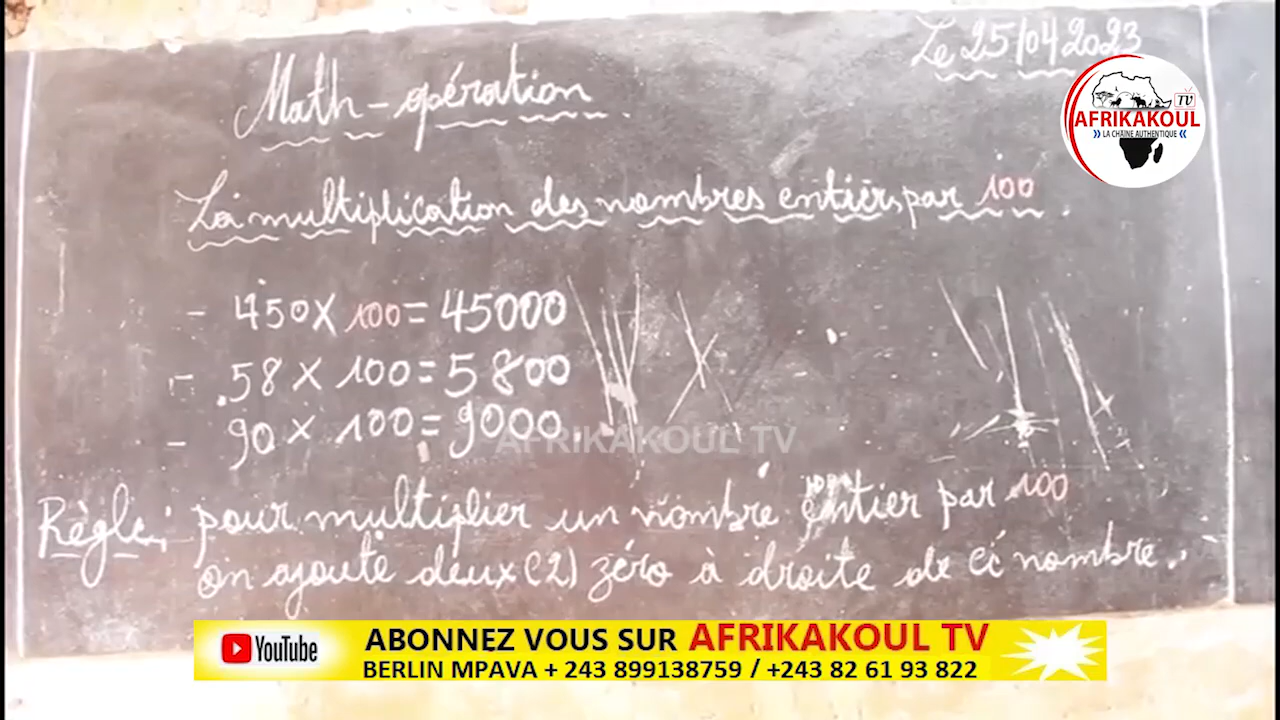 Le 25/04 2023
Math-opération
La multiplication des nombres entiers par 100
- 450 X 100 = 45000
- 58 X 100 = 5800
- 90 X 100 = 9000
Règle: pour multiplier un nombre entier par 100
on ajoute deux (2) zéro à droite de ci nombre.
TV
AFRIKAKOUL
LA CHAINE AUTHENTIQUE
AFRIKAKOUL TV
YouTube
ABONNEZ VOUS SUR AFRIKAKOUL TV
BERLIN MPAVA + 243 899138759 / +243 82 61 93 822